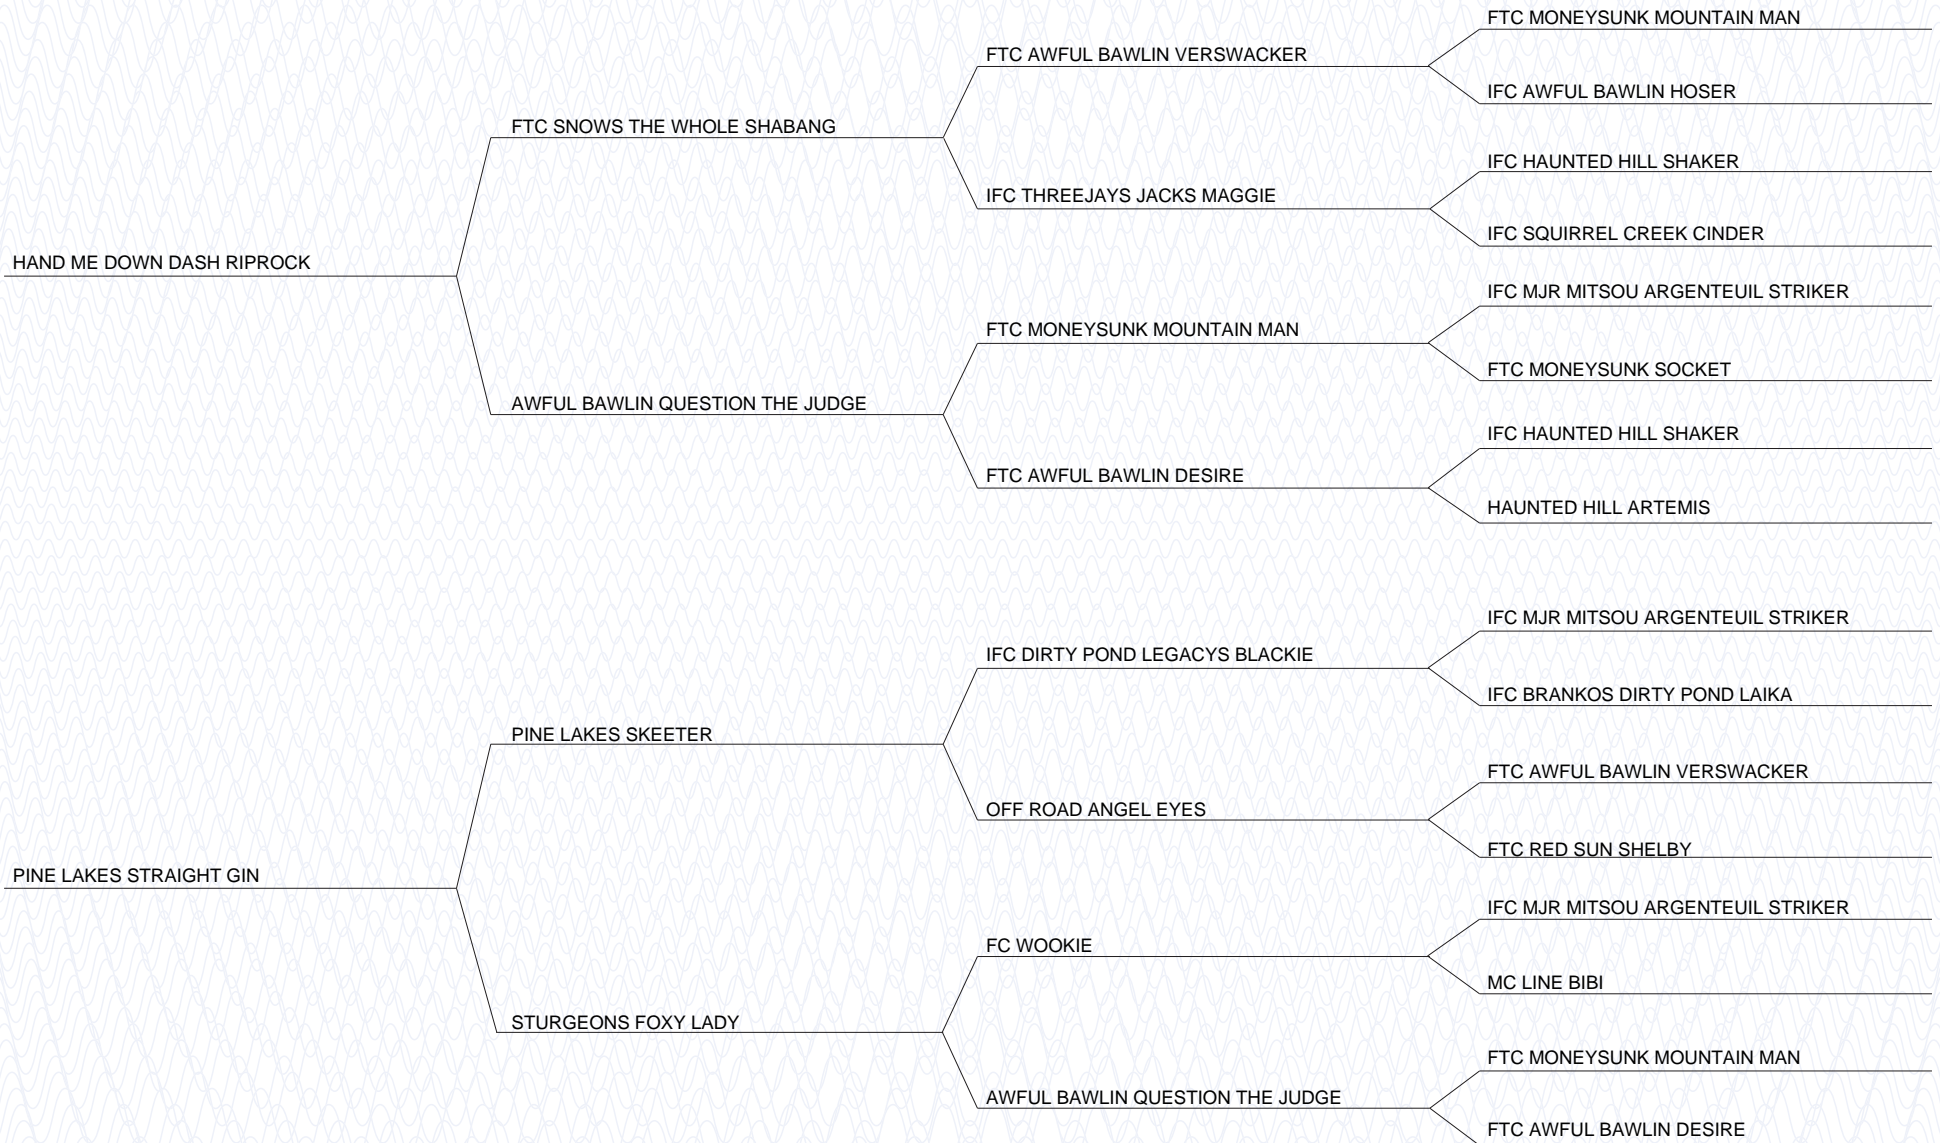 FTC MONEYSUNK MOUNTAIN MAN
FTC AWFUL BAWLIN VERSWACKER
IFC AWFUL BAWLIN HOSER
FTC SNOWS THE WHOLE SHABANG
IFC HAUNTED HILL SHAKER
IFC THREEJAYS JACKS MAGGIE
IFC SQUIRREL CREEK CINDER
HAND ME DOWN DASH RIPROCK
IFC MJR MITSOU ARGENTEUIL STRIKER
FTC MONEYSUNK MOUNTAIN MAN
FTC MONEYSUNK SOCKET
AWFUL BAWLIN QUESTION THE JUDGE
IFC HAUNTED HILL SHAKER
FTC AWFUL BAWLIN DESIRE
HAUNTED HILL ARTEMIS
IFC MJR MITSOU ARGENTEUIL STRIKER
IFC DIRTY POND LEGACYS BLACKIE
IFC BRANKOS DIRTY POND LAIKA
PINE LAKES SKEETER
FTC AWFUL BAWLIN VERSWACKER
OFF ROAD ANGEL EYES
FTC RED SUN SHELBY
PINE LAKES STRAIGHT GIN
IFC MJR MITSOU ARGENTEUIL STRIKER
FC WOOKIE
MC LINE BIBI
STURGEONS FOXY LADY
FTC MONEYSUNK MOUNTAIN MAN
AWFUL BAWLIN QUESTION THE JUDGE
FTC AWFUL BAWLIN DESIRE